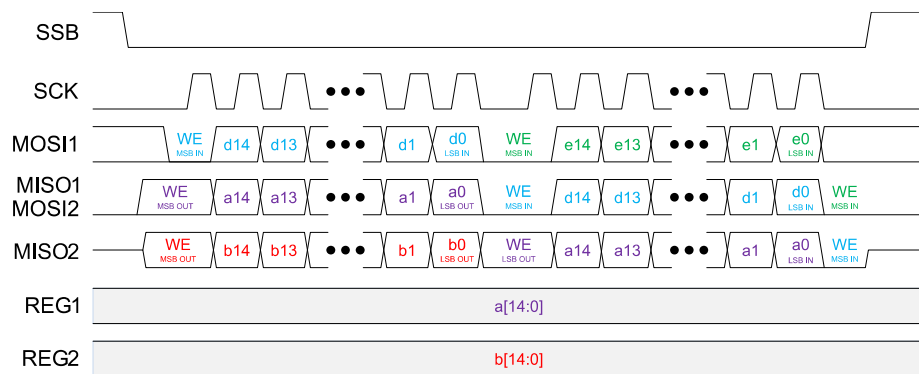 SSB
SCK
MOSI1 WE d14 d13 ••• d1 d0 WE e14 e13 ••• e1 e0
MSB IN LSB IN MSB IN LSB IN
MISO1 MOSI2 WE a14 a13 ••• a1 a0 WE d14 d13 ••• d1 d0 WE
MSB OUT LSB OUT MSB IN LSB IN MSB IN
MISO2 WE b14 b13 ••• b1 b0 WE a14 a13 ••• a1 a0 WE
MSB OUT LSB OUT LSB OUT LSB IN MSB IN
REG1 a[14:0]
REG2 b[14:0]